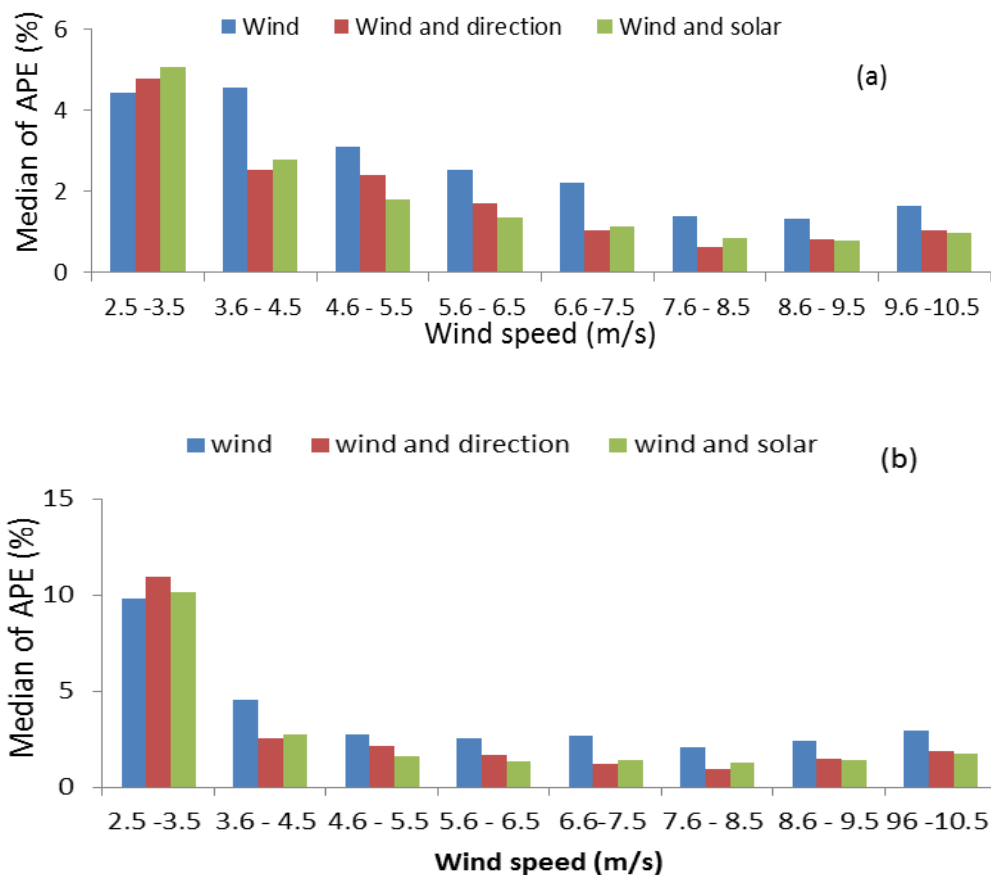 Wind Wind and direction Wind and solar
(a)
Median of APE (%)
6
4
2
0
2.5 -3.5 3.6 - 4.5 4.6 - 5.5 5.6 - 6.5 6.6 -7.5 7.6 - 8.5 8.6 - 9.5 9.6 -10.5
Wind speed (m/s)
wind wind and direction wind and solar
(b)
Median of APE (%)
15
10
5
0
2.5 -3.5 3.6 - 4.5 4.6 - 5.5 5.6 - 6.5 6.6-7.5 7.6 - 8.5 8.6 - 9.5 96 -10.5
Wind speed (m/s)